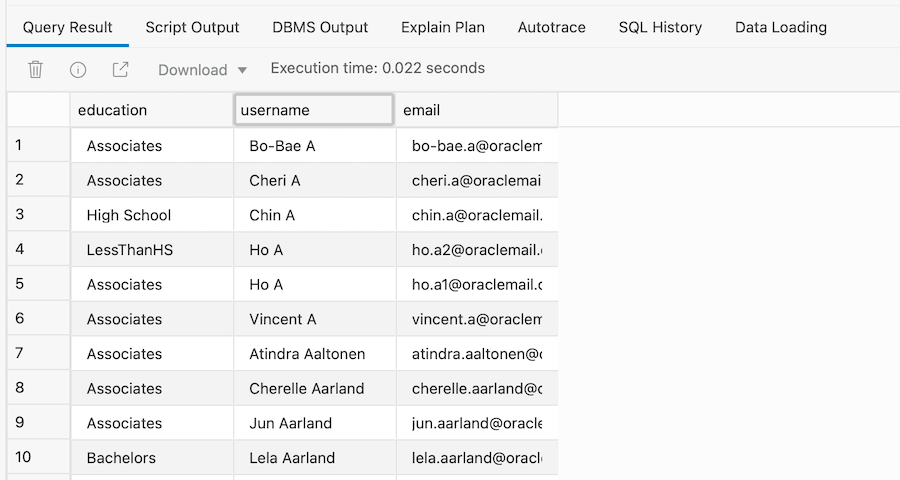 Query Result Script Output DBMS Output Explain Plan Autotrace SQL History Data Loading
Download Execution time: 0.022 seconds
education username email
1 Associates Bo-Bae A bo-bae.a@oraclem
2 Associates Cheri A cheri.a@oraclemai
3 High School Chin A chin.a@oraclemail.
4 LessThanHS Ho A ho.a2@oraclemail.
5 Associates Ho A ho.a1@oraclemail.c
6 Associates Vincent A vincent.a@oraclem
7 Associates Atindra Aaltonen atindra.aaltonen@
8 Associates Cherelle Aarland cherelle.aarland@
9 Associates Jun Aarland jun.aarland@oracle
10 Bachelors Lela Aarland lela.aarland@oracl